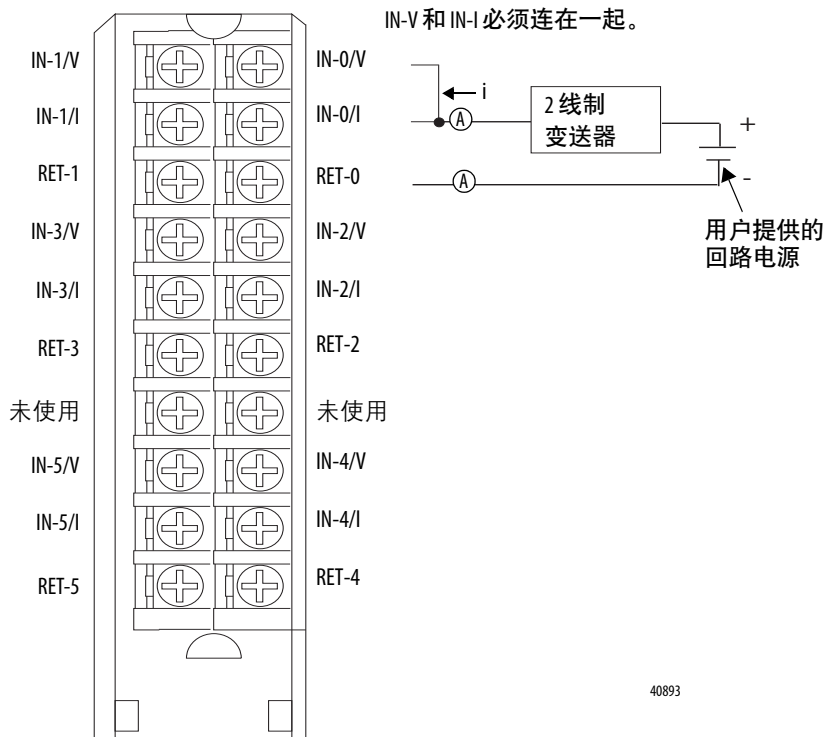 IN-V 和 IN-I 必须连在一起。
IN-1/V
IN-0/V
IN-1/I
IN-0/I
RET-1
RET-0
IN-3/V
IN-2/V
IN-3/I
IN-2/I
RET-3
RET-2
未使用
未使用
IN-5/V
IN-4/V
IN-5/I
IN-4/I
RET-5
RET-4
i
A
2 线制
变送器
+
A
-
用户提供的
回路电源
40893